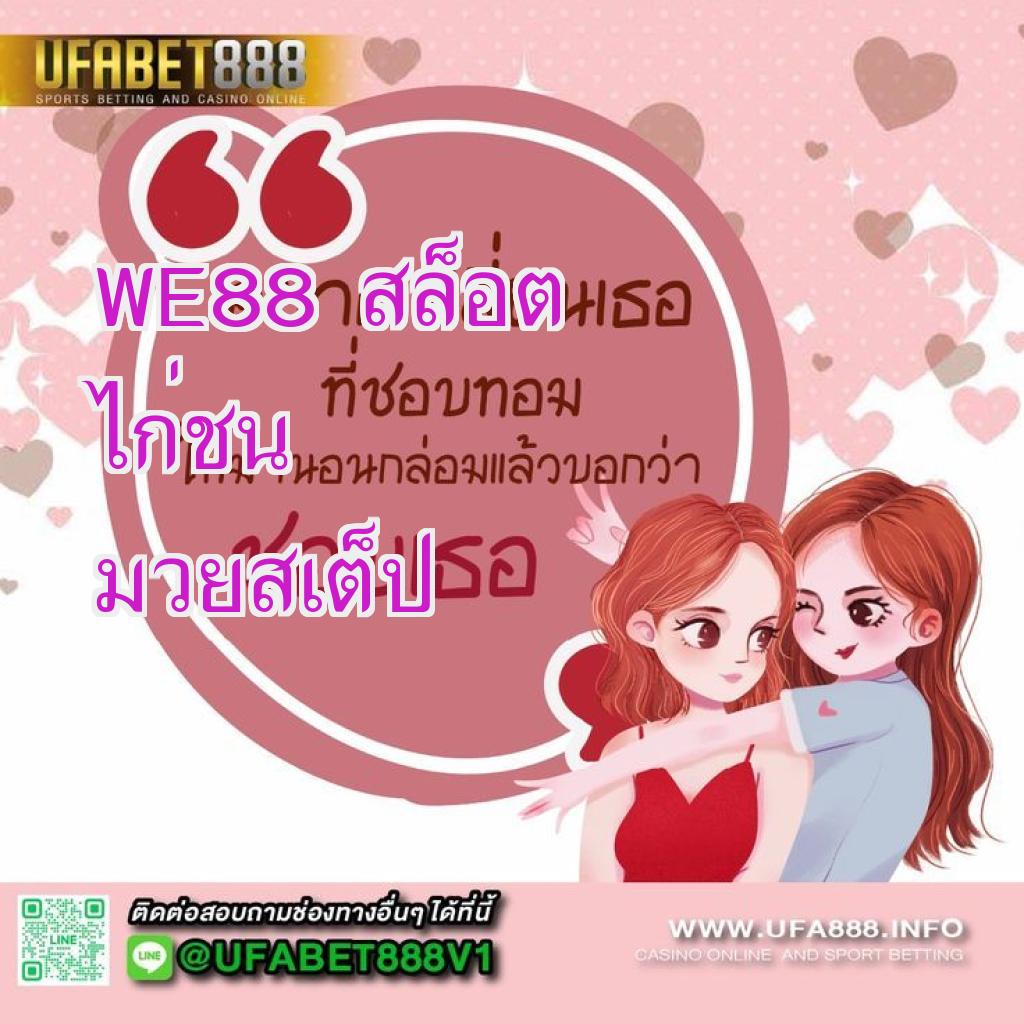 UFABET888
SPORTS BETTING AND CASINO ONLINE
WE88 สล็อต
ไก่ชน
มวยสเต็ป
นเธอ
ที่ชอบทอม
นอนกล่อมแล้วบอกว่า
เธอ
LINE
ติดต่อสอบถามช่องทางอื่นๆ ได้ที่นี้
LINE @UFABET888V1
WWW.UFA888.INFO
CASINO ONLINE AND SPORT BETTING